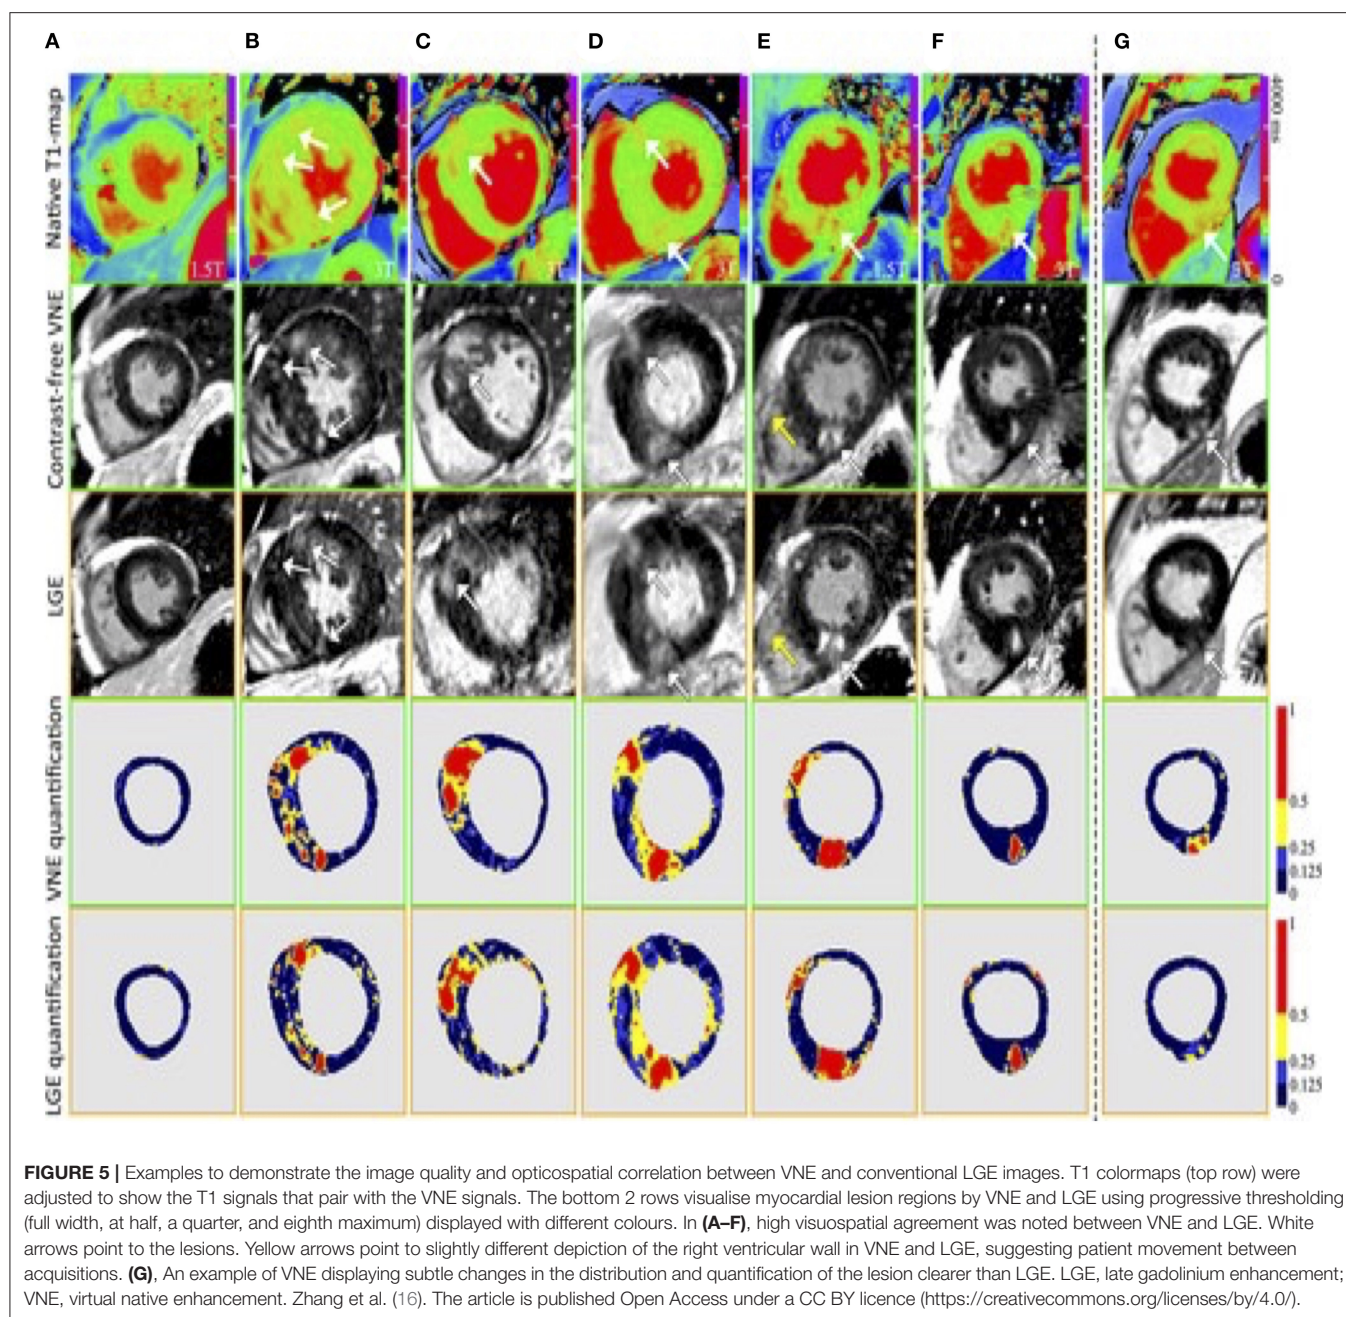 A B C D E F G
Native T1-map
1.5T 3T 3T 3T 1.5T 3T 3T
4000 ms
0
Contrast-free VNE
LGE
VNE quantification
1
0.5
0.25
0.125
0
LGE quantification
1
0.5
0.25
0.125
0
FIGURE 5 | Examples to demonstrate the image quality and opticospatial correlation between VNE and conventional LGE images. T1 colormaps (top row) were
adjusted to show the T1 signals that pair with the VNE signals. The bottom 2 rows visualise myocardial lesion regions by VNE and LGE using progressive thresholding
(full width, at half, a quarter, and eighth maximum) displayed with different colours. In (A–F), high visuospatial agreement was noted between VNE and LGE. White
arrows point to the lesions. Yellow arrows point to slightly different depiction of the right ventricular wall in VNE and LGE, suggesting patient movement between
acquisitions. (G), An example of VNE displaying subtle changes in the distribution and quantification of the lesion clearer than LGE. LGE, late gadolinium enhancement;
VNE, virtual native enhancement. Zhang et al. (16). The article is published Open Access under a CC BY licence (https://creativecommons.org/licenses/by/4.0/).